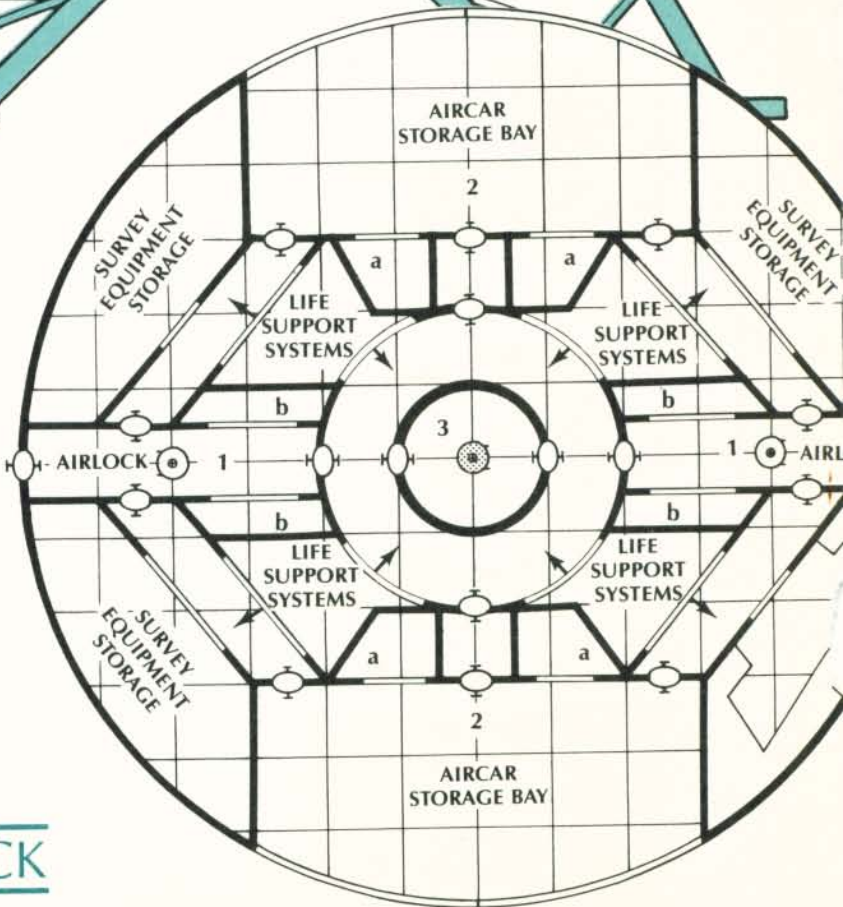 AIRCAR
STORAGE BAY
2
SURVEY
EQUIPMENT
STORAGE
SURVEY
EQUIPMENT
STORAGE
a
a
LIFE
SUPPORT
SYSTEMS
LIFE
SUPPORT
SYSTEMS
b
b
3
AIRLOCK
1
1
AIRL
b
b
LIFE
SUPPORT
SYSTEMS
LIFE
SUPPORT
SYSTEMS
SURVEY
EQUIPMENT
STORAGE
a
a
2
AIRCAR
STORAGE BAY
CK